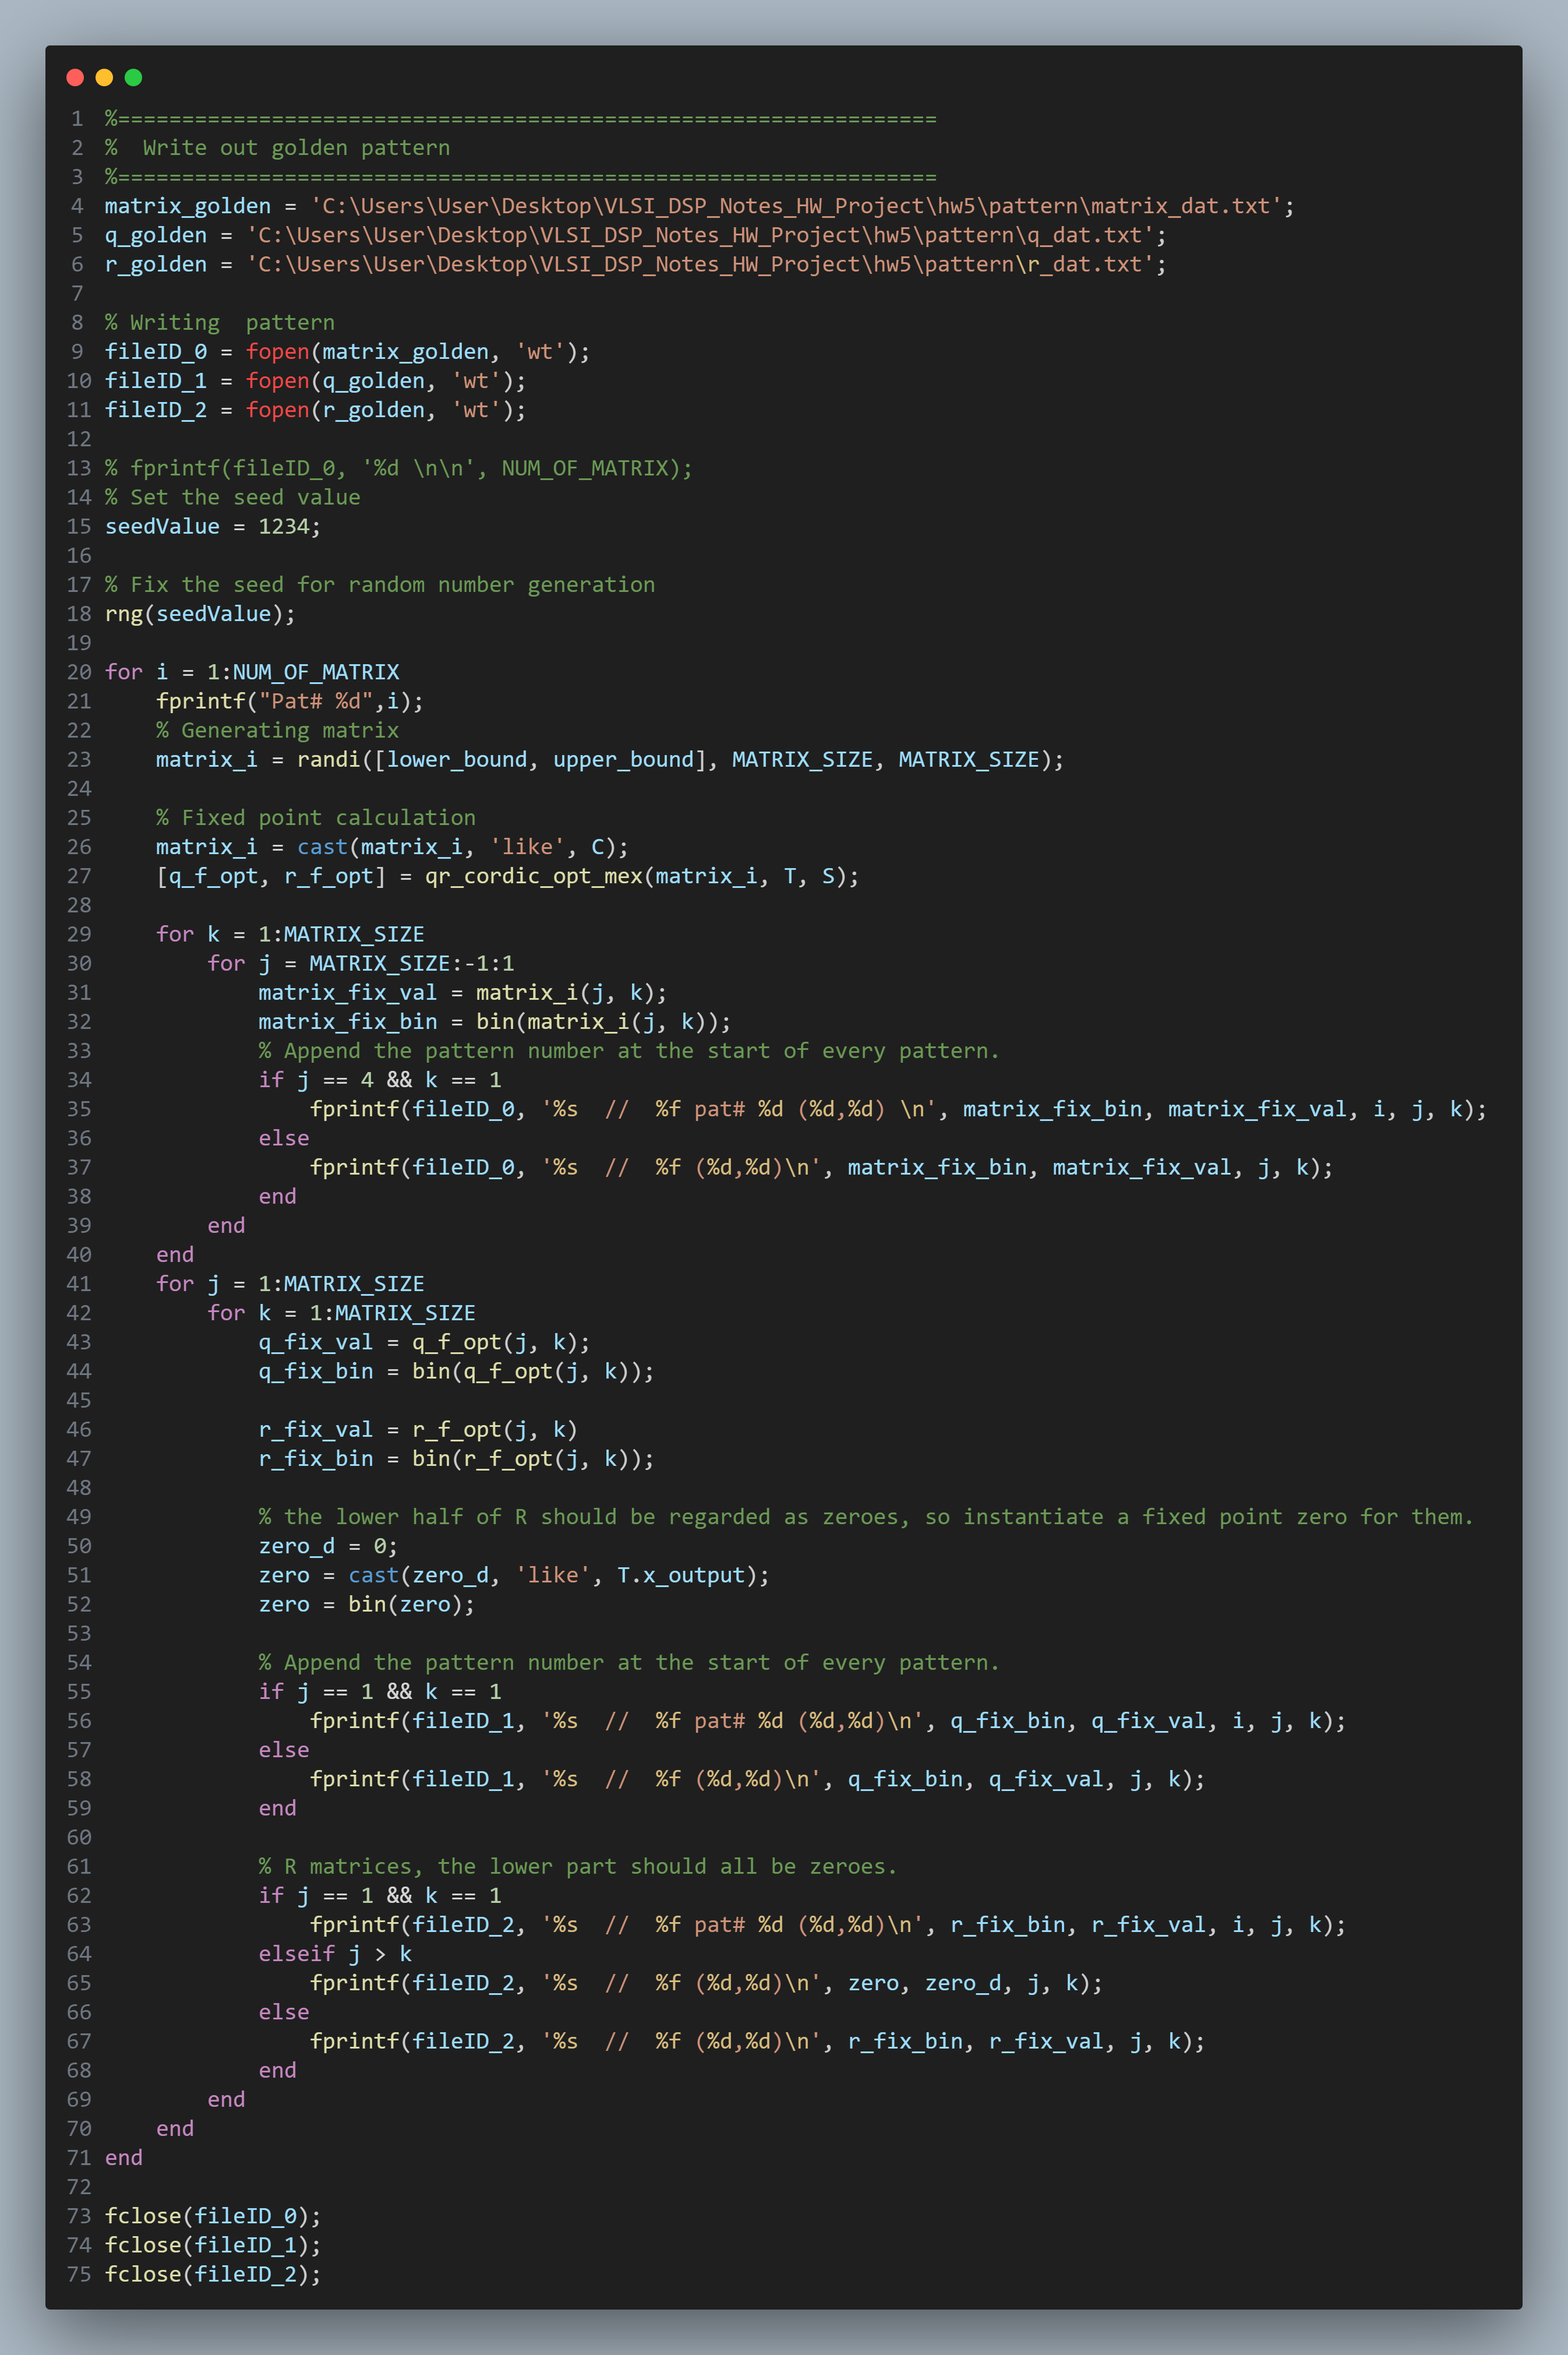 1 %================================================================
2 %  Write out golden pattern
3 %================================================================
4 matrix_golden = 'C:\Users\User\Desktop\VLSI_DSP_Notes_HW_Project\hw5\pattern\matrix_dat.txt';
5 q_golden = 'C:\Users\User\Desktop\VLSI_DSP_Notes_HW_Project\hw5\pattern\q_dat.txt';
6 r_golden = 'C:\Users\User\Desktop\VLSI_DSP_Notes_HW_Project\hw5\pattern\r_dat.txt';
7
8 % Writing  pattern
9 fileID_0 = fopen(matrix_golden, 'wt');
10 fileID_1 = fopen(q_golden, 'wt');
11 fileID_2 = fopen(r_golden, 'wt');
12
13 % fprintf(fileID_0, '%d \n\n', NUM_OF_MATRIX);
14 % Set the seed value
15 seedValue = 1234;
16
17 % Fix the seed for random number generation
18 rng(seedValue);
19
20 for i = 1:NUM_OF_MATRIX
21     fprintf("Pat# %d",i);
22     % Generating matrix
23     matrix_i = randi([lower_bound, upper_bound], MATRIX_SIZE, MATRIX_SIZE);
24
25     % Fixed point calculation
26     matrix_i = cast(matrix_i, 'like', C);
27     [q_f_opt, r_f_opt] = qr_cordic_opt_mex(matrix_i, T, S);
28
29     for k = 1:MATRIX_SIZE
30         for j = MATRIX_SIZE:-1:1
31             matrix_fix_val = matrix_i(j, k);
32             matrix_fix_bin = bin(matrix_i(j, k));
33             % Append the pattern number at the start of every pattern.
34             if j == 4 && k == 1
35                 fprintf(fileID_0, '%s  //  %f pat# %d (%d,%d) \n', matrix_fix_bin, matrix_fix_val, i, j, k);
36             else
37                 fprintf(fileID_0, '%s  //  %f (%d,%d)\n', matrix_fix_bin, matrix_fix_val, j, k);
38             end
39         end
40     end
41     for j = 1:MATRIX_SIZE
42         for k = 1:MATRIX_SIZE
43             q_fix_val = q_f_opt(j, k);
44             q_fix_bin = bin(q_f_opt(j, k));
45
46             r_fix_val = r_f_opt(j, k)
47             r_fix_bin = bin(r_f_opt(j, k));
48
49             % the lower half of R should be regarded as zeroes, so instantiate a fixed point zero for them.
50             zero_d = 0;
51             zero = cast(zero_d, 'like', T.x_output);
52             zero = bin(zero);
53
54             % Append the pattern number at the start of every pattern.
55             if j == 1 && k == 1
56                 fprintf(fileID_1, '%s  //  %f pat# %d (%d,%d)\n', q_fix_bin, q_fix_val, i, j, k);
57             else
58                 fprintf(fileID_1, '%s  //  %f (%d,%d)\n', q_fix_bin, q_fix_val, j, k);
59             end
60
61             % R matrices, the lower part should all be zeroes.
62             if j == 1 && k == 1
63                 fprintf(fileID_2, '%s  //  %f pat# %d (%d,%d)\n', r_fix_bin, r_fix_val, i, j, k);
64             elseif j > k
65                 fprintf(fileID_2, '%s  //  %f (%d,%d)\n', zero, zero_d, j, k);
66             else
67                 fprintf(fileID_2, '%s  //  %f (%d,%d)\n', r_fix_bin, r_fix_val, j, k);
68             end
69         end
70     end
71 end
72
73 fclose(fileID_0);
74 fclose(fileID_1);
75 fclose(fileID_2);